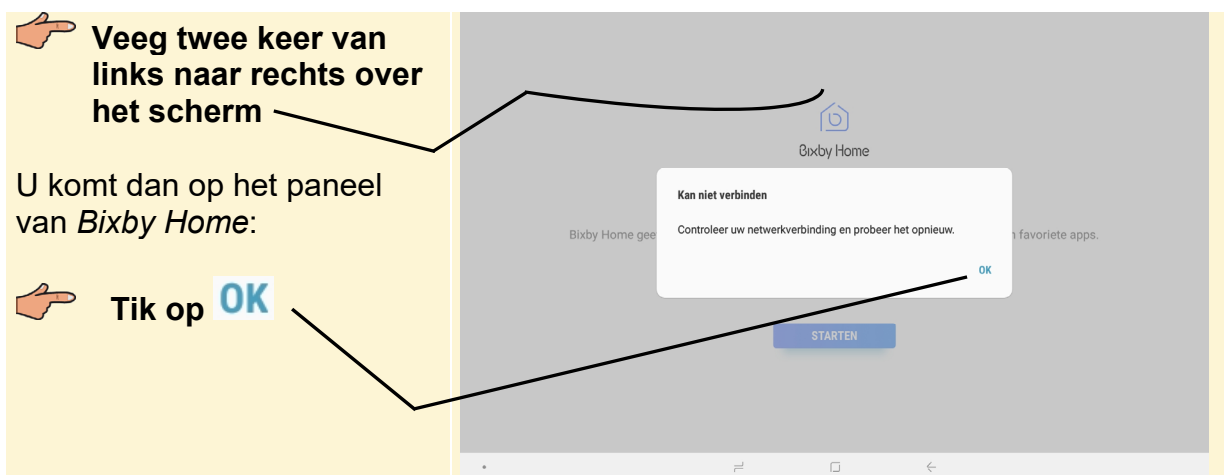 Veeg twee keer van
links naar rechts over
het scherm
U komt dan op het paneel
van Bixby Home:
Tik op OK
Bixby Home
Kan niet verbinden
Controleer uw netwerkverbinding en probeer het opnieuw.
OK
Bixby Home gee
favoriete apps.
STARTEN